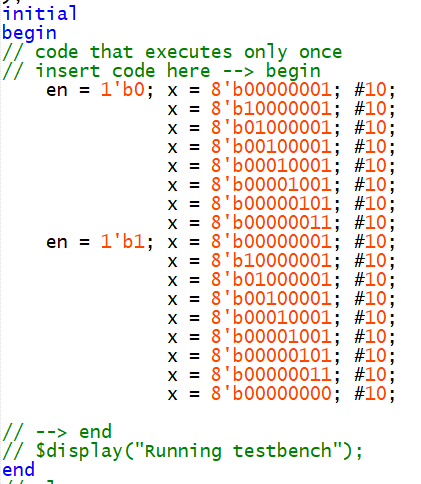 initial
begin
// code that executes only once
// insert code here --> begin
    en = 1'b0; x = 8'b00000001; #10;
               x = 8'b10000001; #10;
               x = 8'b01000001; #10;
               x = 8'b00100001; #10;
               x = 8'b00010001; #10;
               x = 8'b00001001; #10;
               x = 8'b00000101; #10;
               x = 8'b00000011; #10;
    en = 1'b1; x = 8'b00000001; #10;
               x = 8'b10000001; #10;
               x = 8'b01000001; #10;
               x = 8'b00100001; #10;
               x = 8'b00010001; #10;
               x = 8'b00001001; #10;
               x = 8'b00000101; #10;
               x = 8'b00000011; #10;
               x = 8'b00000000; #10;

// --> end
// $display("Running testbench");
end